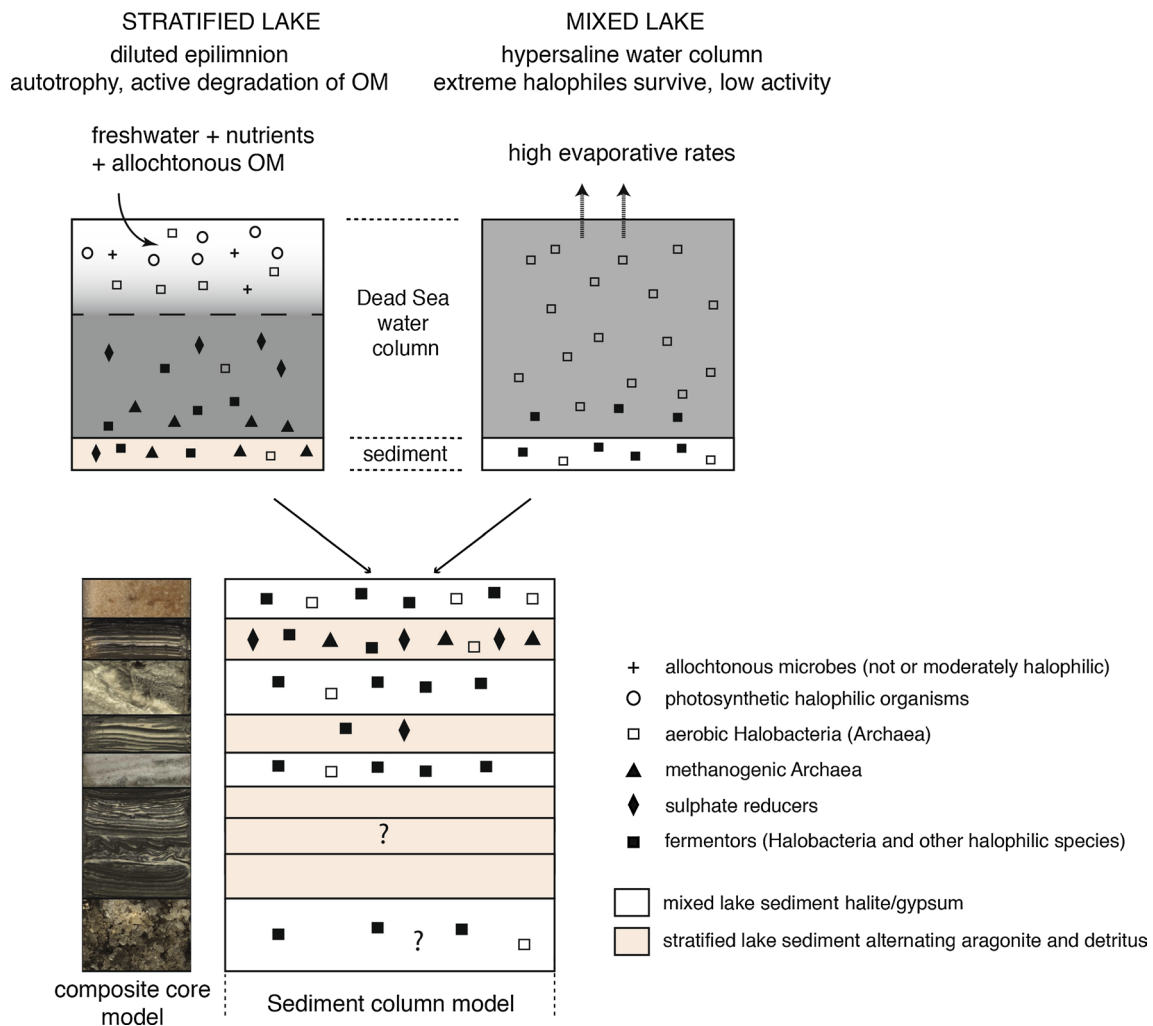 STRATIFIED LAKE
diluted epilimnion
autotrophy, active degradation of OM
MIXED LAKE
hypersaline water column
extreme halophiles survive, low activity
freshwater + nutrients
+ allochtonous OM
high evaporative rates
Dead Sea
water
column
sediment
?
?
composite core
model
Sediment column model
allochtonous microbes (not or moderately halophilic)
photosynthetic halophilic organisms
aerobic Halobacteria (Archaea)
methanogenic Archaea
sulphate reducers
fermentors (Halobacteria and other halophilic species)
mixed lake sediment halite/gypsum
stratified lake sediment alternating aragonite and detritus